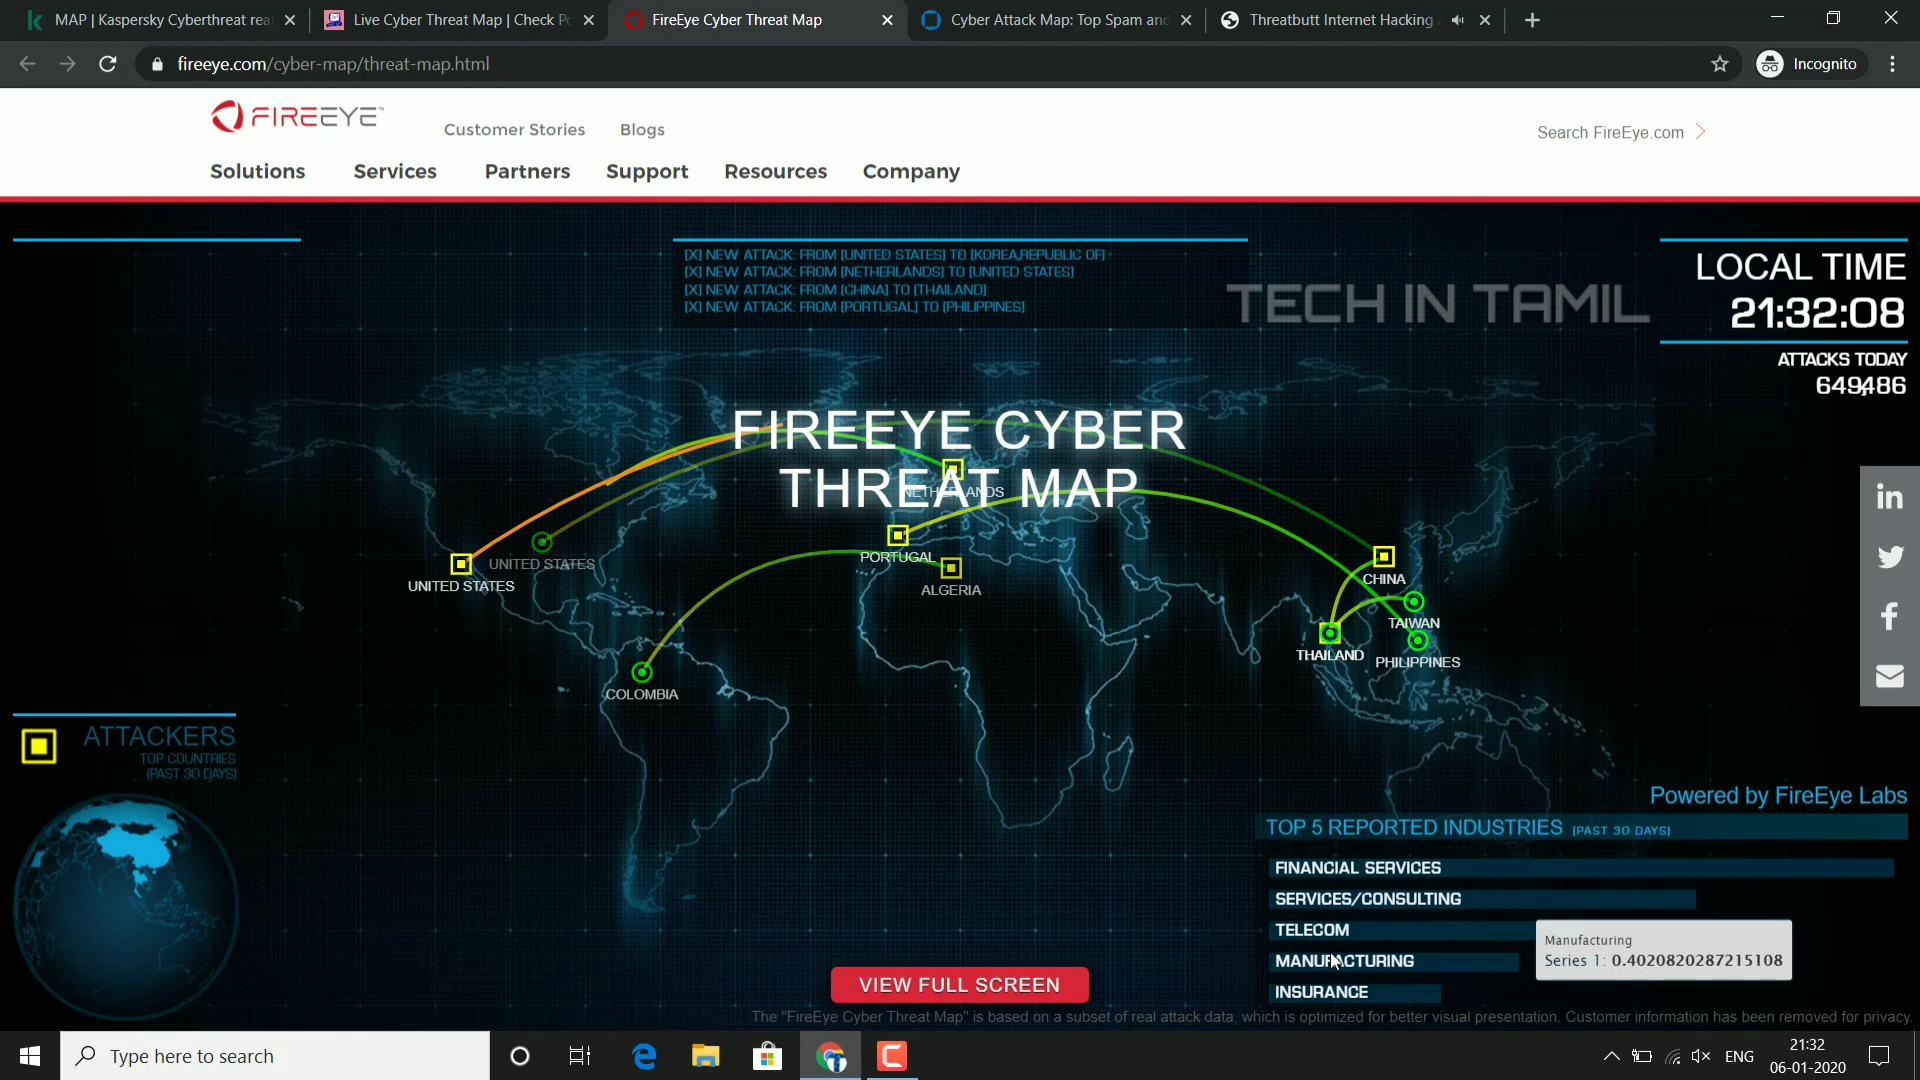 MAP | Kaspersky Cyberthreat rea
Live Cyber Threat Map | Check P
FireEye Cyber Threat Map
Cyber Attack Map: Top Spam and
Threatbutt Internet Hacking
fireeye.com/cyber-map/threat-map.html
Incognito
FIREEYE™
Customer Stories
Blogs
Search FireEye.com
Solutions
Services
Partners
Support
Resources
Company
[X] NEW ATTACK: FROM [UNITED STATES] TO [KOREA,REPUBLIC OF]
[X] NEW ATTACK: FROM [NETHERLANDS] TO [UNITED STATES]
[X] NEW ATTACK: FROM [CHINA] TO [THAILAND]
[X] NEW ATTACK: FROM [PORTUGAL] TO [PHILIPPINES]
TECH IN TAMIL
LOCAL TIME
21:32:08
ATTACKS TODAY
FIREEYE CYBER
THREAT MAP
NETHERLANDS
PORTUGAL
ALGERIA
UNITED STATES
UNITED STATES
COLOMBIA
CHINA
TAIWAN
THAILAND
PHILIPPINES
ATTACKERS
TOP COUNTRIES
(PAST 30 DAYS)
Powered by FireEye Labs
TOP 5 REPORTED INDUSTRIES [PAST 30 DAYS]
FINANCIAL SERVICES
SERVICES/CONSULTING
TELECOM
MANUFACTURING
INSURANCE
Manufacturing
Series 1: 0.4020820287215108
VIEW FULL SCREEN
The "FireEye Cyber Threat Map" is based on a subset of real attack data, which is optimized for better visual presentation. Customer information has been removed for privacy.
Type here to search
ENG
21:32
06-01-2020